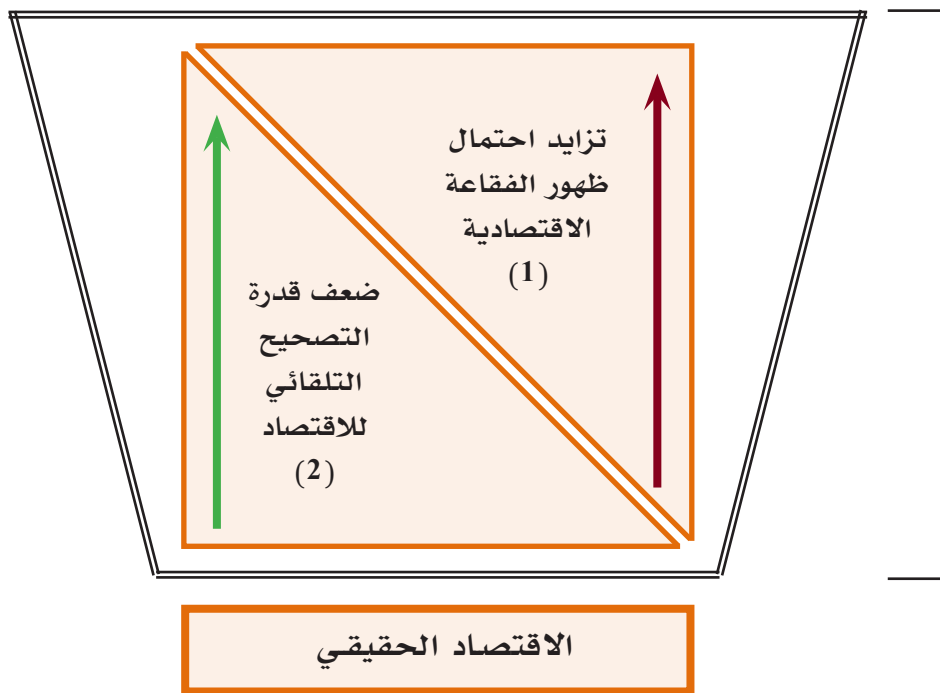 تزايد احتمال
ظهور الفقاعة
الاقتصادية
(1)
ضعف قدرة
التصحيح
التلقائي
للاقتصاد
(2)
الاقتصاد الحقيقي